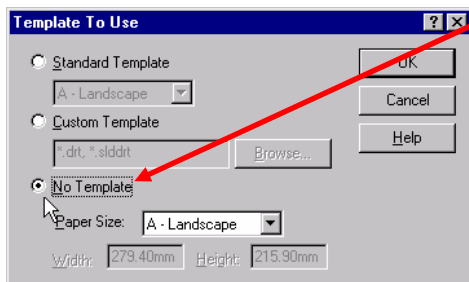 Template To Use
Standard Template
OK
A - Landscape
Cancel
Custom Template
Help
*.drt, *.slddrt
Browse...
No Template
Paper Size: A - Landscape
Width: 279.40mm Height: 215.90mm